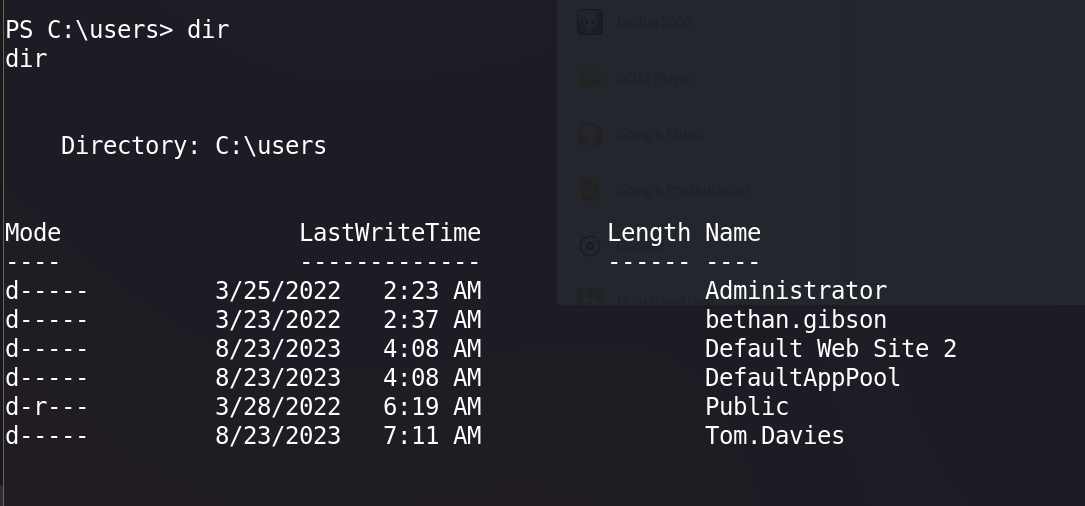 PS C:\users> dir
dir
    Directory: C:\users
Mode                 LastWriteTime         Length Name
----                 -------------         ------ ----
d-----         3/25/2022   2:23 AM                Administrator
d-----         3/23/2022   2:37 AM                bethan.gibson
d-----         8/23/2023   4:08 AM                Default Web Site 2
d-----         8/23/2023   4:08 AM                DefaultAppPool
d-r---         3/28/2022   6:19 AM                Public
d-----         8/23/2023   7:11 AM                Tom.Davies
foobar2000
GOM Player
Google Music
Google Presentation